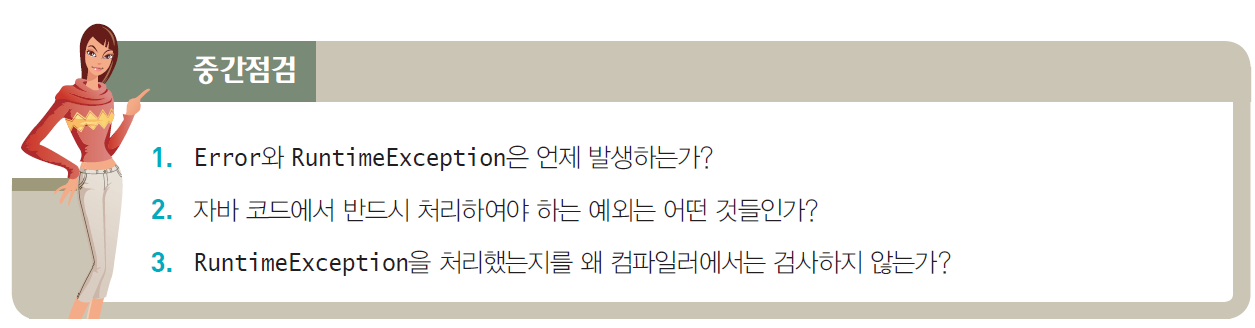 중간점검
1. Error와 RuntimeException은 언제 발생하는가?
2. 자바 코드에서 반드시 처리하여야 하는 예외는 어떤 것들인가?
3. RuntimeException을 처리했는지를 왜 컴파일러에서는 검사하지 않는가?